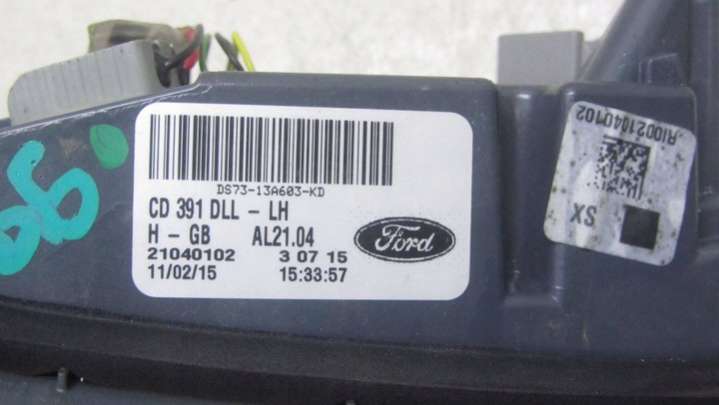 DS73-13A603-KD
CD 391 DLL - LH
H - GB AL21.04
21040102 3 07 15
11/02/15 15:33:57
Ford
RI0021040102
SX